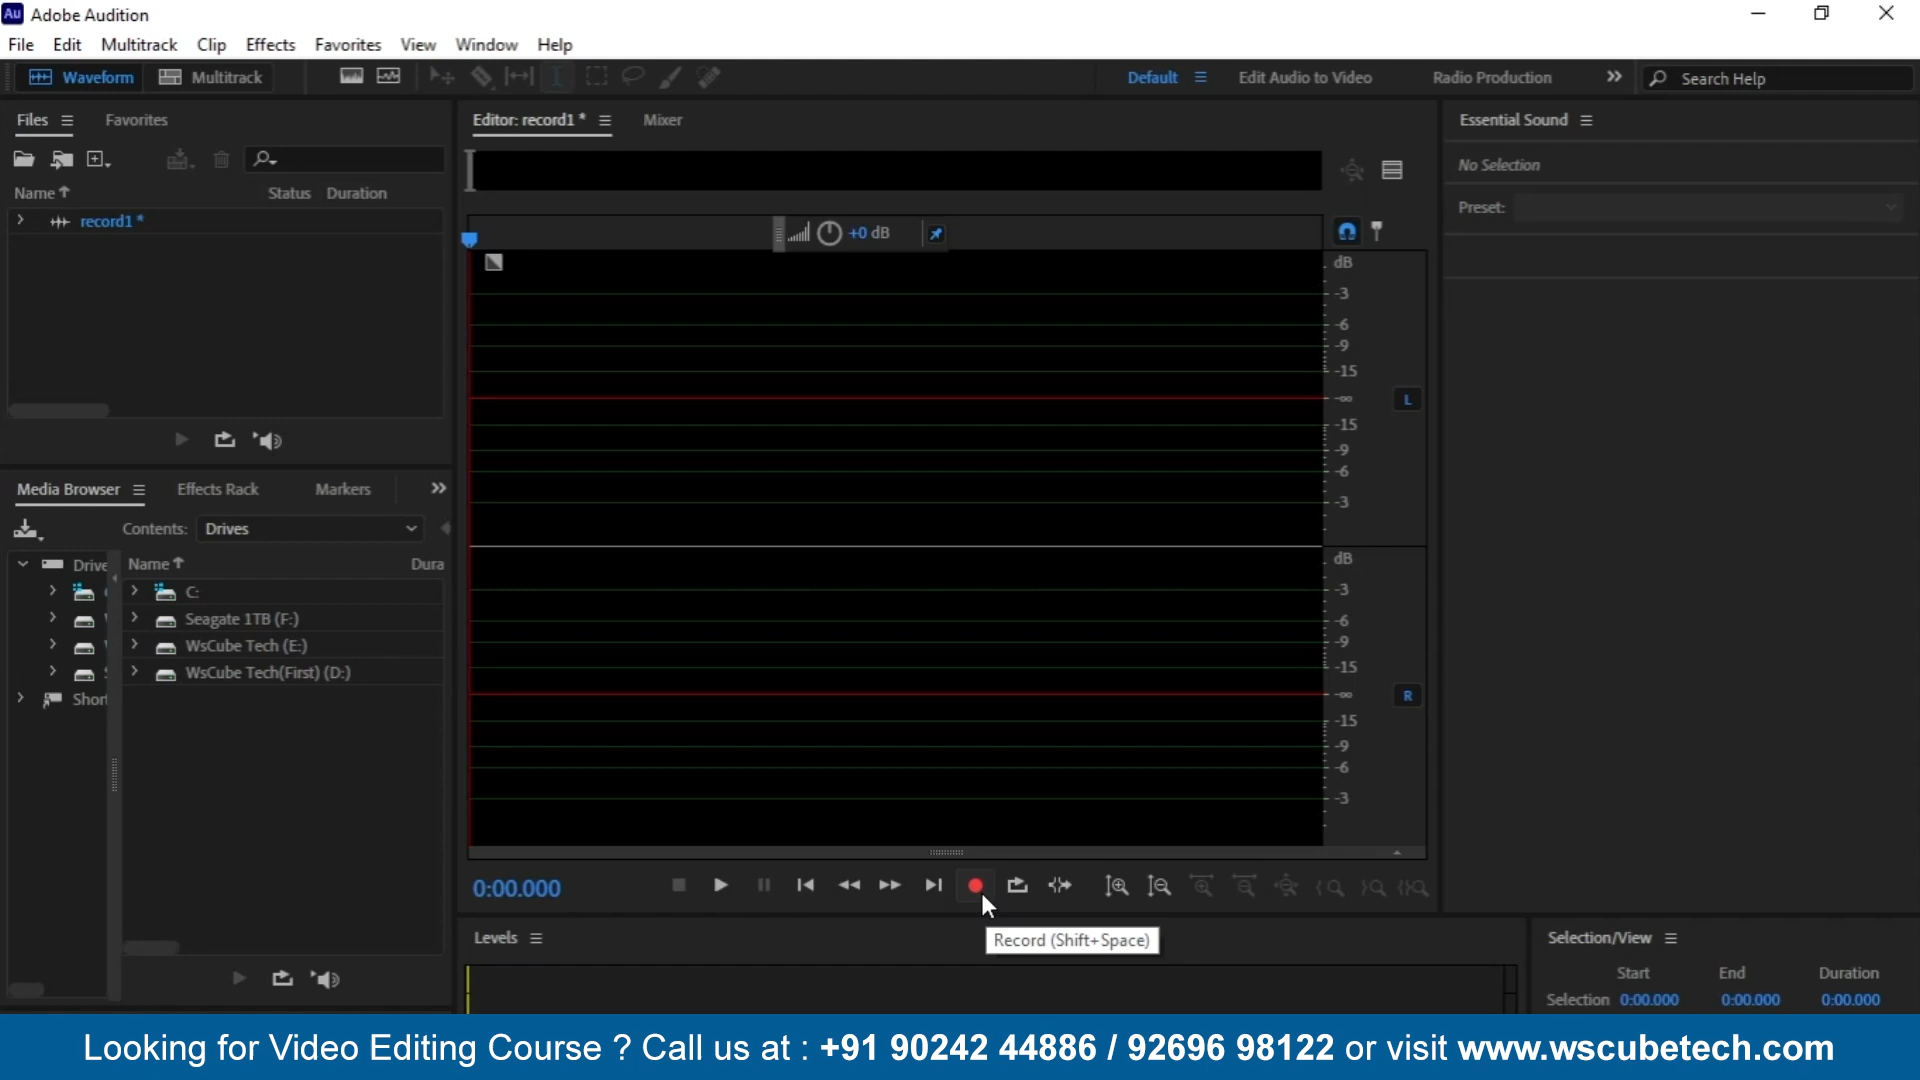 Au Adobe Audition
File Edit Multitrack Clip Effects Favorites View Window Help
Waveform Multitrack Default Edit Audio to Video Radio Production Search Help
Files Favorites
Name Status Duration
record1 *
Editor: record1 * Mixer
+0 dB
dB
-3
-6
-9
-15
-∞
-15
-9
-6
-3
L
dB
-3
-6
-9
-15
-∞
-15
-9
-6
-3
R
Essential Sound
No Selection
Preset:
Media Browser Effects Rack Markers
Contents: Drives
Drive Name Dura
C:
Seagate 1TB (F:)
WsCube Tech (E:)
WsCube Tech(First) (D:)
Shor
0:00.000
Record (Shift+Space)
Levels
Selection/View
Start End Duration
Selection 0:00.000 0:00.000 0:00.000
Looking for Video Editing Course ? Call us at : +91 90242 44886 / 92696 98122 or visit www.wscubetech.com